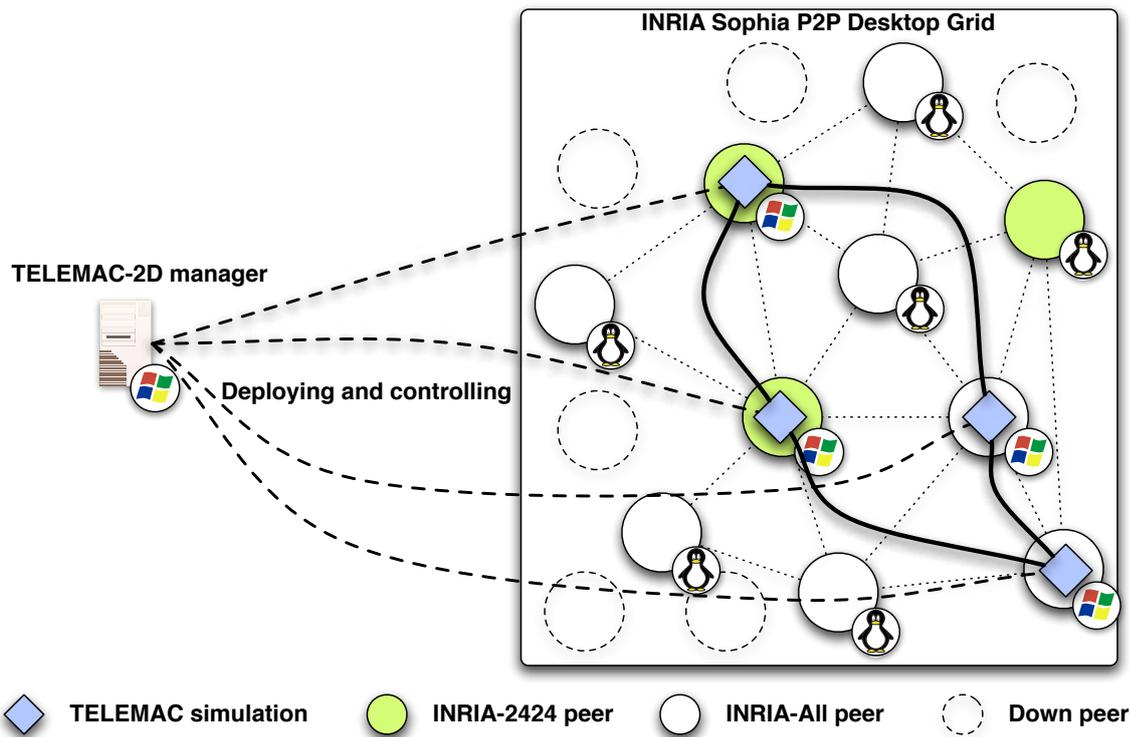 INRIA Sophia P2P Desktop Grid
TELEMAC-2D manager
Deploying and controlling
TELEMAC simulation
INRIA-2424 peer
INRIA-All peer
Down peer